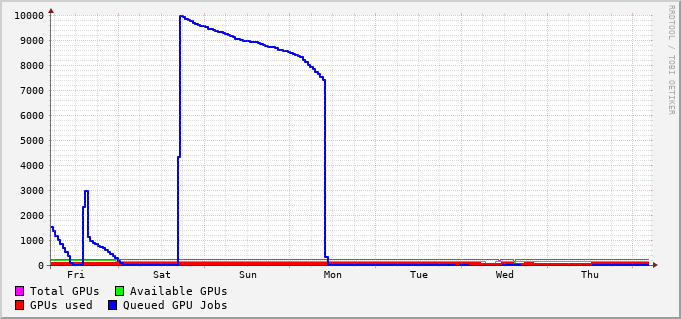 10000
9000
8000
7000
6000
5000
4000
3000
2000
1000
0
Fri Sat Sun Mon Tue Wed Thu
Total GPUs Available GPUs
GPUs used Queued GPU Jobs
RRDTOOL / TOBI OETIKER